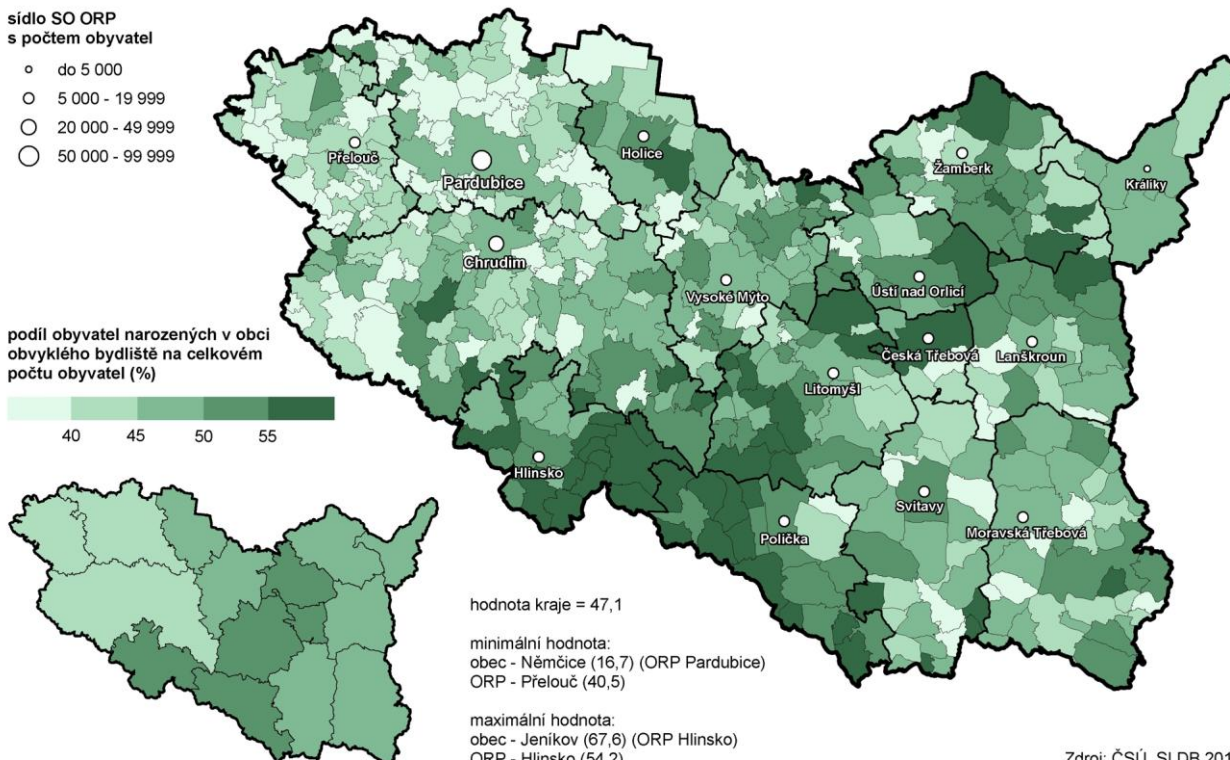 sídlo SO ORP
s počtem obyvatel
do 5 000
5 000 - 19 999
20 000 - 49 999
50 000 - 99 999
Přelouč
Pardubice
Holice
Žamberk
Králíky
Chrudim
Vysoké Mýto
Ústí nad Orlicí
Česká Třebová
Lanškroun
Litomyšl
Hlinsko
Polička
Svitavy
Moravská Třebová
podíl obyvatel narozených v obci
obvyklého bydliště na celkovém
počtu obyvatel (%)
40 45 50 55
hodnota kraje = 47,1
minimální hodnota:
obec - Němčice (16,7) (ORP Pardubice)
ORP - Přelouč (40,5)
maximální hodnota:
obec - Jeníkov (67,6) (ORP Hlinsko)
ORP - Hlinsko (54,2)
Zdroj: ČSÚ, SLDB 201